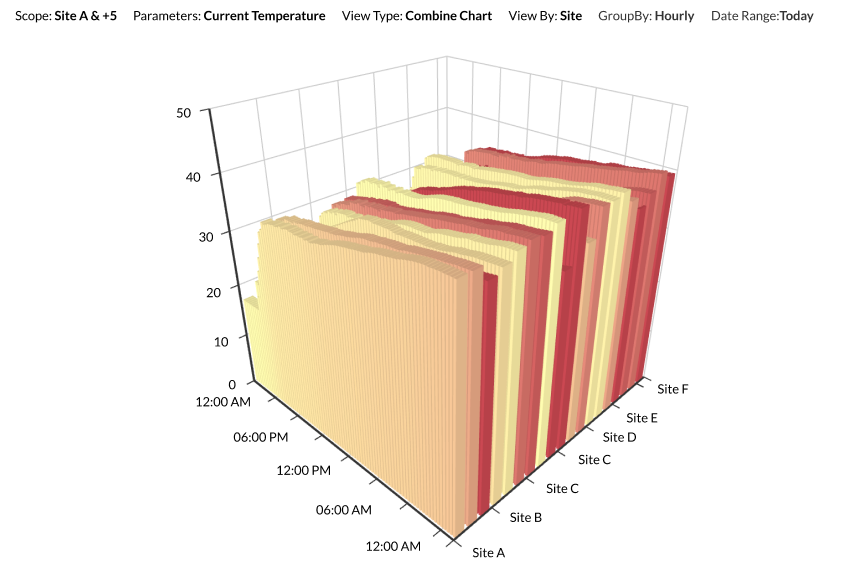 Scope: Site A & +5 Parameters: Current Temperature View Type: Combine Chart View By: Site GroupBy: Hourly Date Range:Today
50
40
30
20
10
0
12:00 AM
06:00 PM
12:00 PM
06:00 AM
12:00 AM
Site F
Site E
Site D
Site C
Site C
Site B
Site A